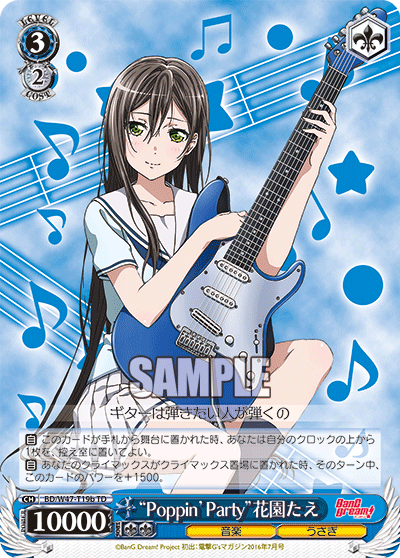 LEVEL
3
2
COST
SAMPLE
ギターは弾きたい人が弾くの
【自】 このカードが手札から舞台に置かれた時、あなたは自分のクロックの上から
1枚を、控え室に置いてよい。
【自】 あなたのクライマックスがクライマックス置場に置かれた時、そのターン中、
このカードのパワーを+1500。
CH BD/W47-T19b TD
10000
“Poppin’ Party”花園たえ
BanG Dream!
音楽 うさぎ
©BanG Dream! Project 初出:電撃G'sマガジン2016年7月号